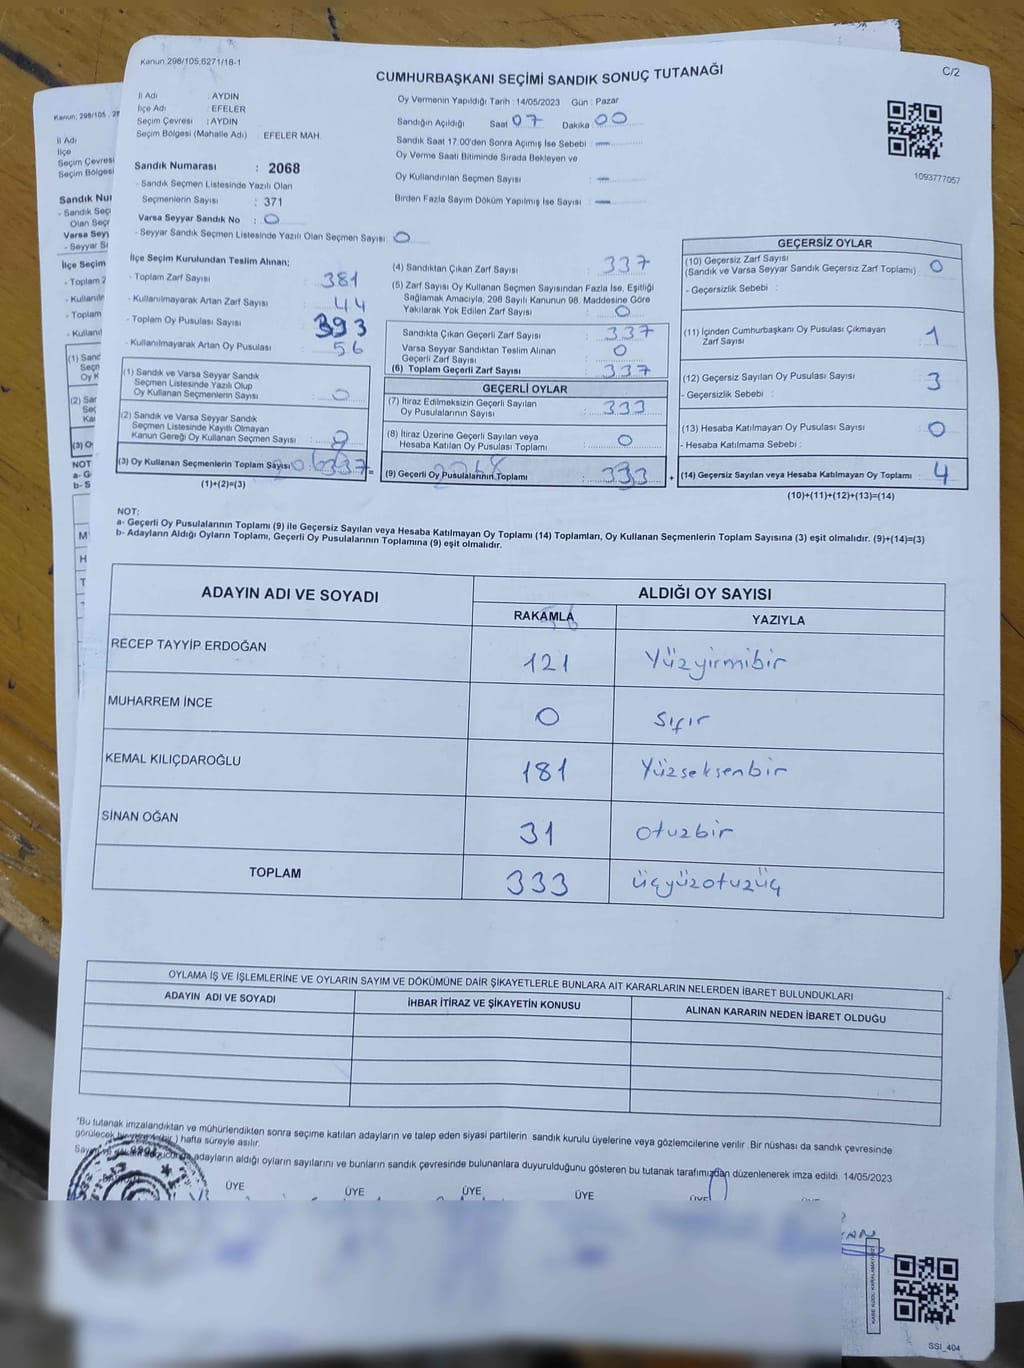 Kanun:298/105,6271/18-1
C/2
CUMHURBAŞKANI SEÇİMİ SANDIK SONUÇ TUTANAĞI
İl Adı : AYDIN
İlçe Adı : EFELER
Seçim Çevresi : AYDIN
Seçim Bölgesi (Mahalle Adı) : EFELER MAH.
Sandık Numarası : 2068
- Sandık Seçmen Listesinde Yazılı Olan
Seçmenlerin Sayısı : 371
Varsa Seyyar Sandık No : 0
- Seyyar Sandık Seçmen Listesinde Yazılı Olan Seçmen Sayısı: 0
Oy Vermenin Yapıldığı Tarih : 14/05/2023 Gün : Pazar
Sandığın Açıldığı Saat 07 Dakika 00
Sandık Saat 17:00'den Sonra Açımış İse Sebebi : —
Oy Verme Saati Bitiminde Sırada Bekleyen ve
Oy Kullandırılan Seçmen Sayısı : —
Birden Fazla Sayım Döküm Yapılmış İse Sayısı : —
1093777057
İlçe Seçim Kurulundan Teslim Alınan;
- Toplam Zarf Sayısı : 381
- Kullanılmayarak Artan Zarf Sayısı : 44
- Toplam Oy Pusulası Sayısı : 393
- Kullanılmayarak Artan Oy Pusulası : 56
(1) Sandık ve Varsa Seyyar Sandık
Seçmen Listesinde Yazılı Olup
Oy Kullanan Seçmenlerin Sayısı : 0
(2) Sandık ve Varsa Seyyar Sandık
Seçmen Listesinde Kayıtlı Olmayan
Kanun Gereği Oy Kullanan Seçmen Sayısı :
(3) Oy Kullanan Seçmenlerin Toplam Sayısı : 337
(1)+(2)=(3)
(4) Sandıktan Çıkan Zarf Sayısı : 337
(5) Zarf Sayısı Oy Kullanan Seçmen Sayısından Fazla İse, Eşitliği
Sağlamak Amacıyla, 298 Sayılı Kanunun 98. Maddesine Göre
Yakılarak Yok Edilen Zarf Sayısı : 0
Sandıkta Çıkan Geçerli Zarf Sayısı : 337
Varsa Seyyar Sandıktan Teslim Alınan
Geçerli Zarf Sayısı : 0
(6) Toplam Geçerli Zarf Sayısı : 337
GEÇERLİ OYLAR
(7) İtiraz Edilmeksizin Geçerli Sayılan
Oy Pusulalarının Sayısı : 333
(8) İtiraz Üzerine Geçerli Sayılan veya
Hesaba Katılan Oy Pusulası Toplamı : 0
(9) Geçerli Oy Pusulalarının Toplamı : 333
2068
GEÇERSİZ OYLAR
(10) Geçersiz Zarf Sayısı
(Sandık ve Varsa Seyyar Sandık Geçersiz Zarf Toplamı) : 0
- Geçersizlik Sebebi :
(11) İçinden Cumhurbaşkanı Oy Pusulası Çıkmayan
Zarf Sayısı : 1
(12) Geçersiz Sayılan Oy Pusulası Sayısı : 3
- Geçersizlik Sebebi :
(13) Hesaba Katılmayan Oy Pusulası Sayısı : 0
- Hesaba Katılmama Sebebi :
(14) Geçersiz Sayılan veya Hesaba Katılmayan Oy Toplamı : 4
(10)+(11)+(12)+(13)=(14)
NOT:
a- Geçerli Oy Pusulalarının Toplamı (9) ile Geçersiz Sayılan veya Hesaba Katılmayan Oy Toplamı (14) Toplamları, Oy Kullanan Seçmenlerin Toplam Sayısına (3) eşit olmalıdır. (9)+(14)=(3)
b- Adayların Aldığı Oyların Toplamı, Geçerli Oy Pusulalarının Toplamına (9) eşit olmalıdır.
ADAYIN ADI VE SOYADI ALDIĞI OY SAYISI
RAKAMLA YAZIYLA
RECEP TAYYİP ERDOĞAN 121 Yüzyirmibir
MUHARREM İNCE 0 Sıfır
KEMAL KILIÇDAROĞLU 181 Yüzseksenbir
SİNAN OĞAN 31 otuzbir
TOPLAM 333 üçyüzotuzüç
OYLAMA İŞ VE İŞLEMLERİNE VE OYLARIN SAYIM VE DÖKÜMÜNE DAİR ŞİKAYETLERLE BUNLARA AİT KARARLARIN NELERDEN İBARET BULUNDUKLARI
ADAYIN ADI VE SOYADI İHBAR İTİRAZ VE ŞİKAYETİN KONUSU ALINAN KARARIN NEDEN İBARET OLDUĞU
"Bu tutanak imzalandıktan ve mühürlendikten sonra seçime katılan adayların ve talep eden siyasi partilerin sandık kurulu üyelerine veya gözlemcilerine verilir. Bir nüshası da sandık çevresinde
görülecek (bir ) hafta süreyle asılır.
adayların aldığı oyların sayılarını ve bunların sandık çevresinde bulunanlara duyurulduğunu gösteren bu tutanak tarafımızdan düzenlenerek imza edildi. 14/05/2023
ÜYE ÜYE ÜYE ÜYE ÜYE
SSI_404